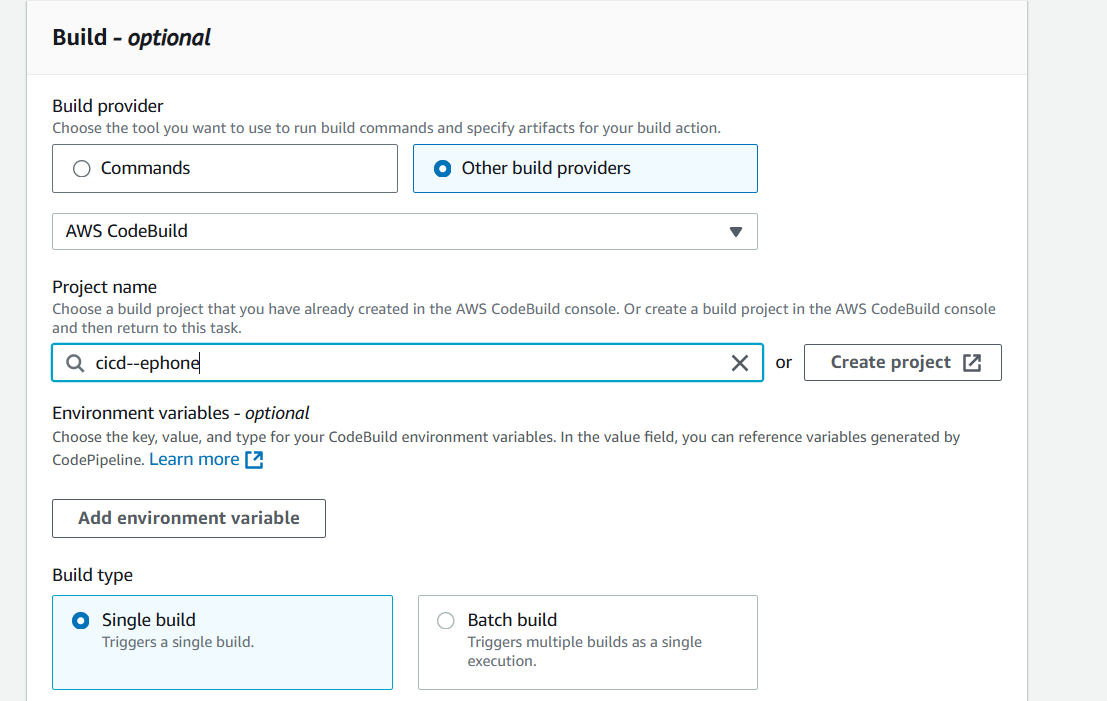 Build - optional
Build provider
Choose the tool you want to use to run build commands and specify artifacts for your build action.
Commands
Other build providers
AWS CodeBuild
Project name
Choose a build project that you have already created in the AWS CodeBuild console. Or create a build project in the AWS CodeBuild console
and then return to this task.
cicd--ephone
or
Create project
Environment variables - optional
Choose the key, value, and type for your CodeBuild environment variables. In the value field, you can reference variables generated by
CodePipeline. Learn more
Add environment variable
Build type
Single build
Triggers a single build.
Batch build
Triggers multiple builds as a single
execution.